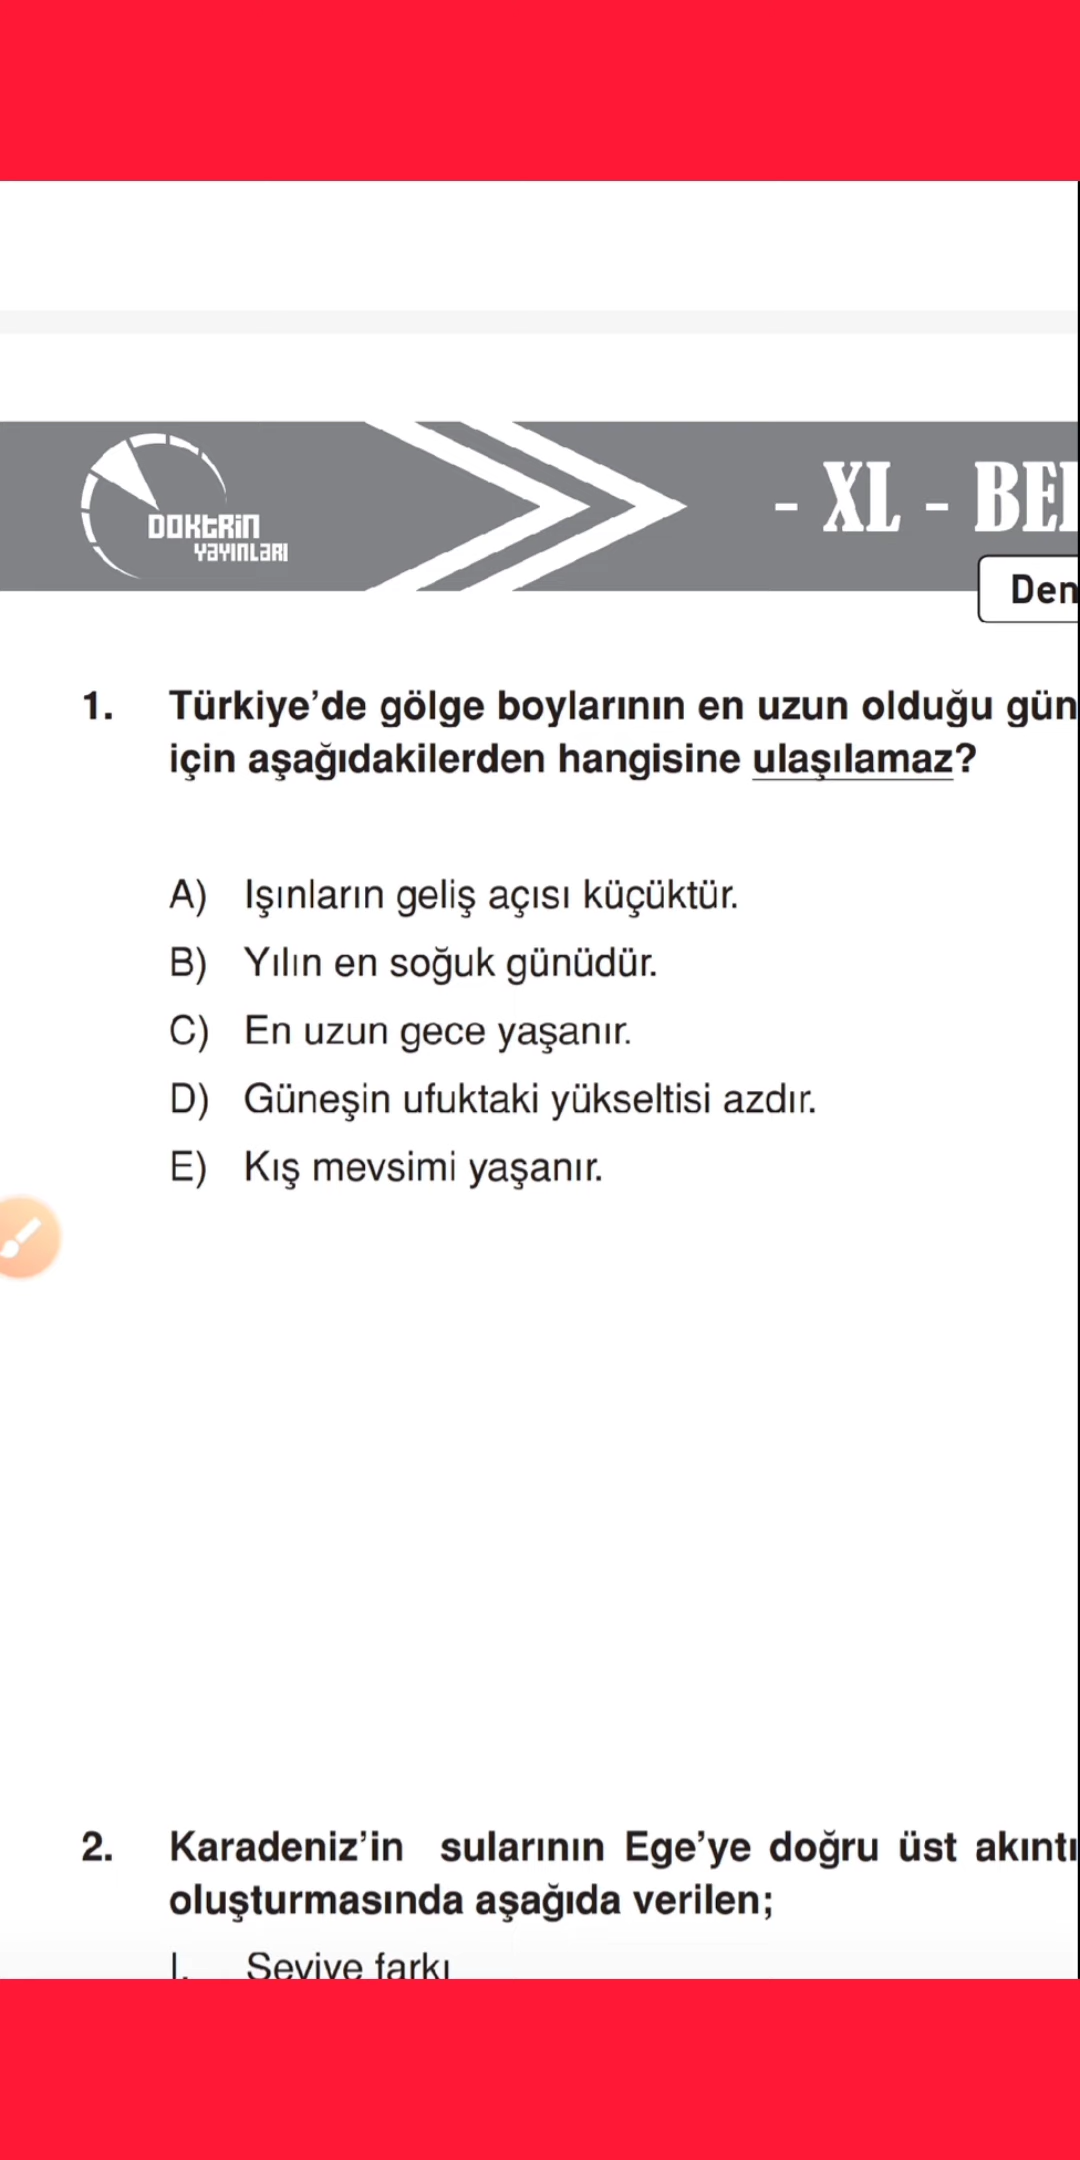 DOKTRİN
YAYINLARI
- XL - BE
Den
1. Türkiye’de gölge boylarının en uzun olduğu gün
için aşağıdakilerden hangisine ulaşılamaz?
A) Işınların geliş açısı küçüktür.
B) Yılın en soğuk günüdür.
C) En uzun gece yaşanır.
D) Güneşin ufuktaki yükseltisi azdır.
E) Kış mevsimi yaşanır.
2. Karadeniz’in sularının Ege’ye doğru üst akıntı
oluşturmasında aşağıda verilen;
I. Seviye farkı